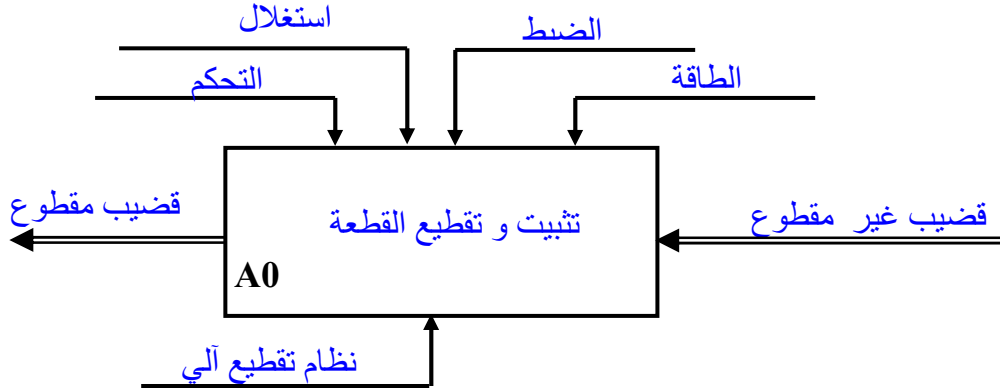 استغلال
الضبط
التحكم
الطاقة
قضيب غير مقطوع
تثبيت و تقطيع القطعة
قضيب مقطوع
A0
نظام تقطيع آلي